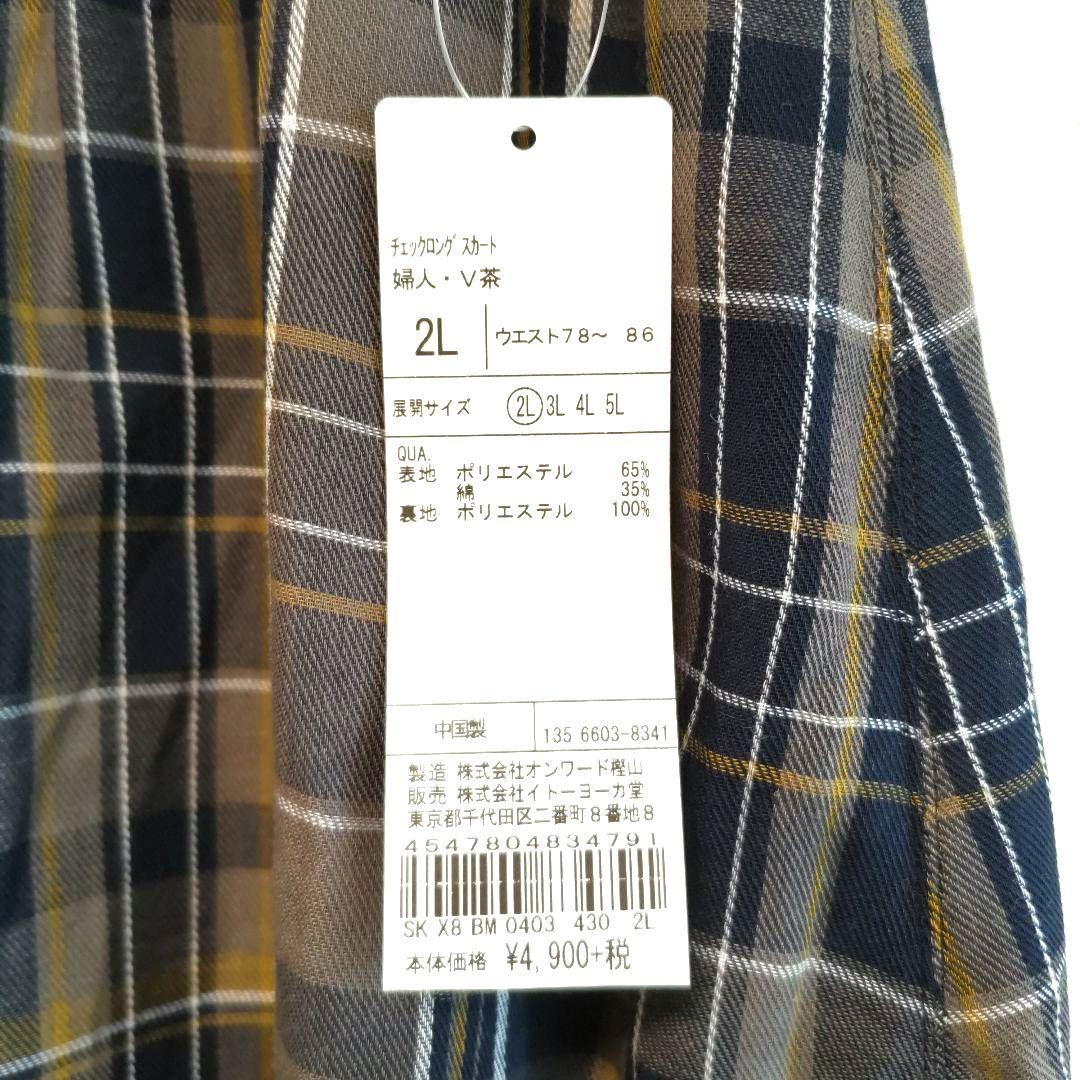 チェックロングスカート
婦人・V茶
2L ウエスト78〜 86
展開サイズ 2L 3L 4L 5L
QUA.
表地 ポリエステル 65%
綿 35%
裏地 ポリエステル 100%
中国製 135 6603-8341
製造 株式会社オンワード樫山
販売 株式会社イトーヨーカ堂
東京都千代田区二番町8番地8
4547804834791
SK X8 BM 0403 430 2L
本体価格 ¥4,900+税